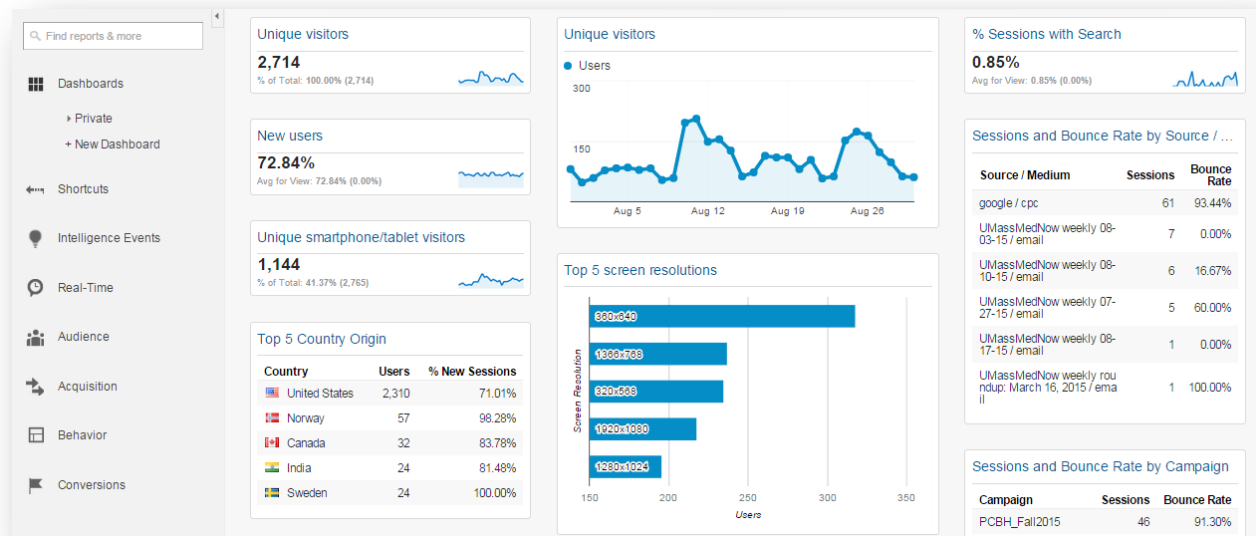 Find reports & more
Dashboards
Private
+ New Dashboard
Shortcuts
Intelligence Events
Real-Time
Audience
Acquisition
Behavior
Conversions
Unique visitors
2,714
% of Total: 100.00% (2,714)
New users
72.84%
Avg for View: 72.84% (0.00%)
Unique smartphone/tablet visitors
1,144
% of Total: 41.37% (2,765)
Top 5 Country Origin
Country Users % New Sessions
United States 2,310 71.01%
Norway 57 98.28%
Canada 32 83.78%
India 24 81.48%
Sweden 24 100.00%
Unique visitors
Users
300
150
Aug 5 Aug 12 Aug 19 Aug 26
Top 5 screen resolutions
Screen Resolution
360x640
1366x768
320x568
1920x1080
1280x1024
150 200 250 300 350
Users
% Sessions with Search
0.85%
Avg for View: 0.85% (0.00%)
Sessions and Bounce Rate by Source / ...
Source / Medium Sessions Bounce
Rate
google / cpc 61 93.44%
UMassMedNow weekly 08-
03-15 / email 7 0.00%
UMassMedNow weekly 08-
10-15 / email 6 16.67%
UMassMedNow weekly 07-
27-15 / email 5 60.00%
UMassMedNow weekly 08-
17-15 / email 1 0.00%
UMassMedNow weekly rou
ndup: March 16, 2015 / ema 1 100.00%
il
Sessions and Bounce Rate by Campaign
Campaign Sessions Bounce Rate
PCBH_Fall2015 46 91.30%